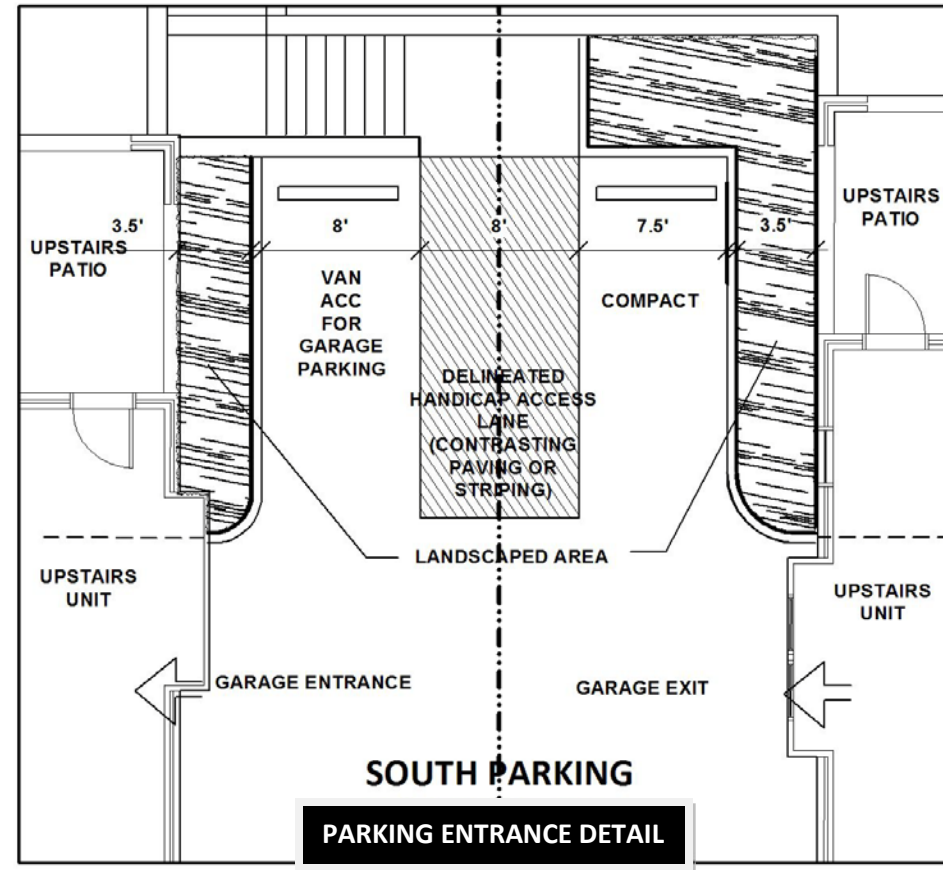 UPSTAIRS
PATIO
3.5'
8'
8'
7.5'
3.5'
UPSTAIRS
PATIO
VAN
ACC
FOR
GARAGE
PARKING
COMPACT
DELINEATED
HANDICAP ACCESS
LANE
(CONTRASTING
PAVING OR
STRIPING)
LANDSCAPED AREA
UPSTAIRS
UNIT
UPSTAIRS
UNIT
GARAGE ENTRANCE
GARAGE EXIT
SOUTH PARKING
PARKING ENTRANCE DETAIL